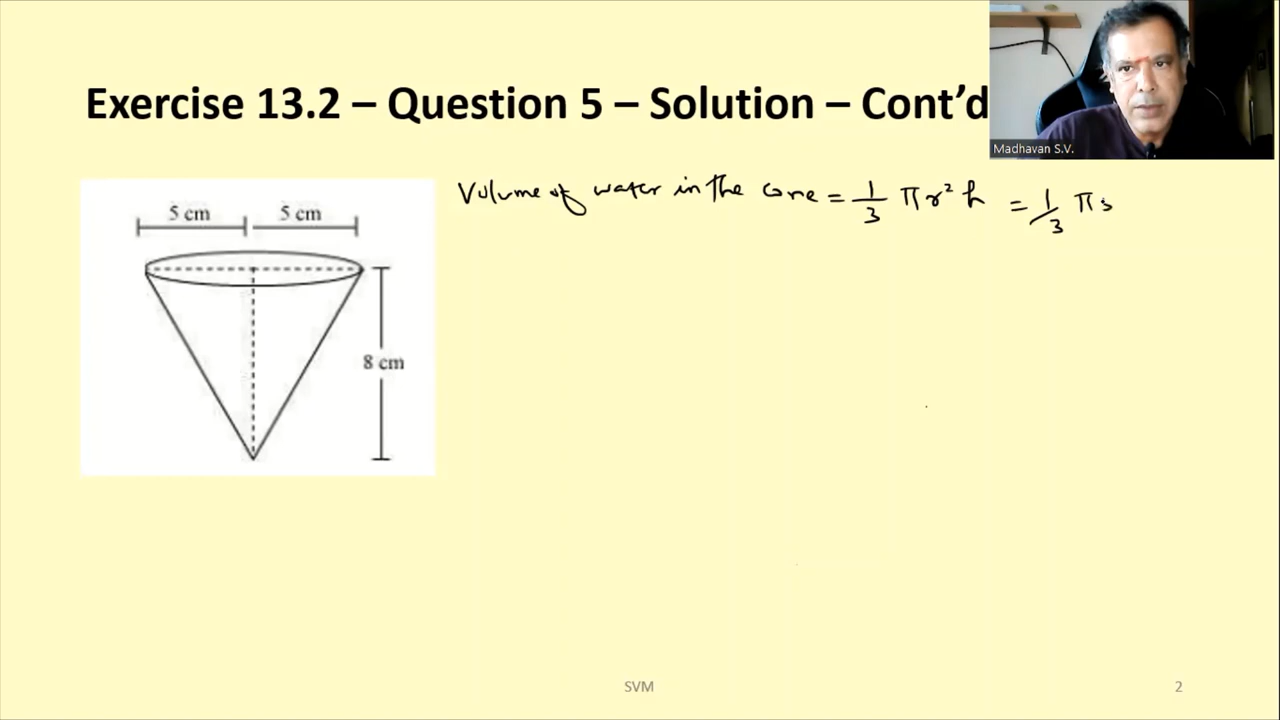 Exercise 13.2 – Question 5 – Solution – Cont’d
Madhavan S.V.
Volume of water in the cone = 1/3 πr² h = 1/3 π
5 cm 5 cm
8 cm
SVM 2